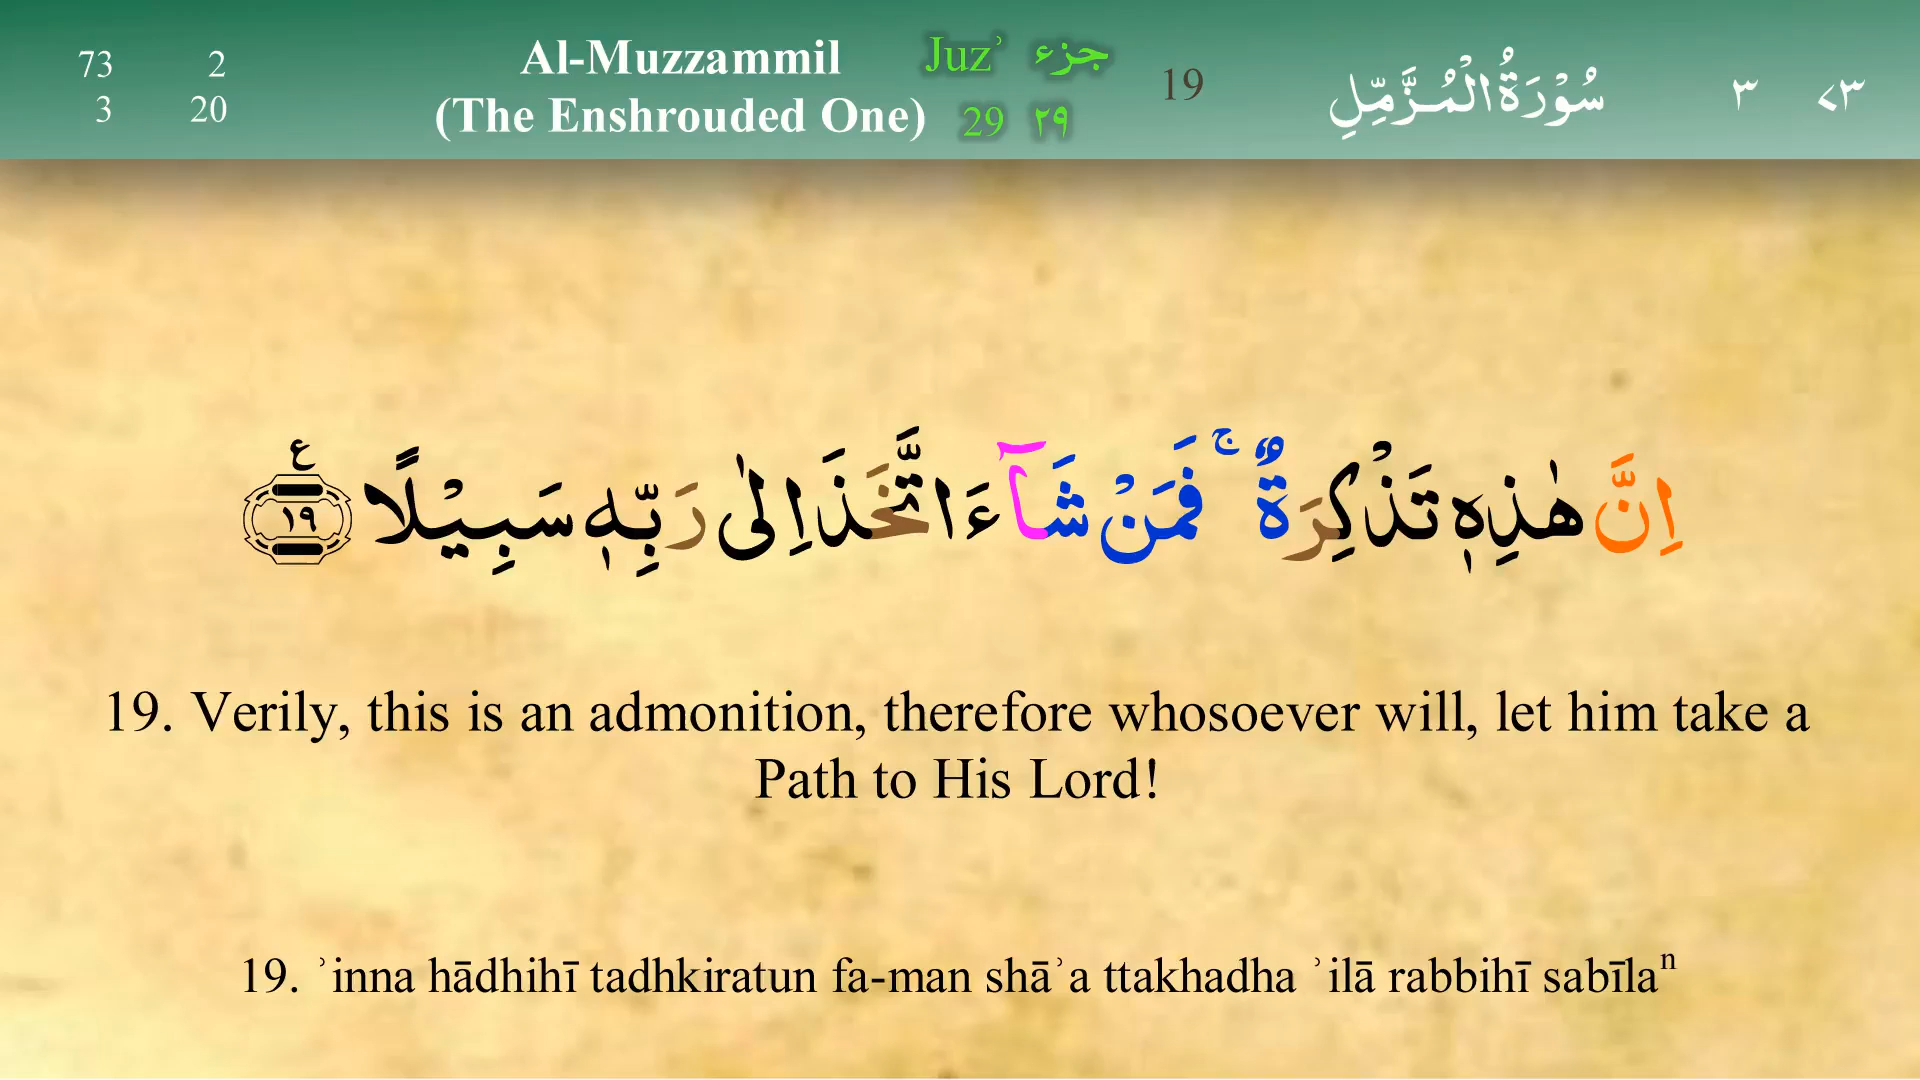 73 2
3 20
Al-Muzzammil
(The Enshrouded One)
Juzʾ جزء
29 ٢٩
19
سُوْرَةُ الْمُزَّمِّلِ
٣ <٣
اِنَّ هٰذِهٖ تَذْكِرَةٌ ۚ فَمَنْ شَآءَ اتَّخَذَ اِلٰى رَبِّهٖ سَبِيْلًا ع ١٩
19. Verily, this is an admonition, therefore whosoever will, let him take a
Path to His Lord!
19. ʾinna hādhihī tadhkiratun fa-man shāʾa ttakhadha ʾilā rabbihī sabīlaⁿ